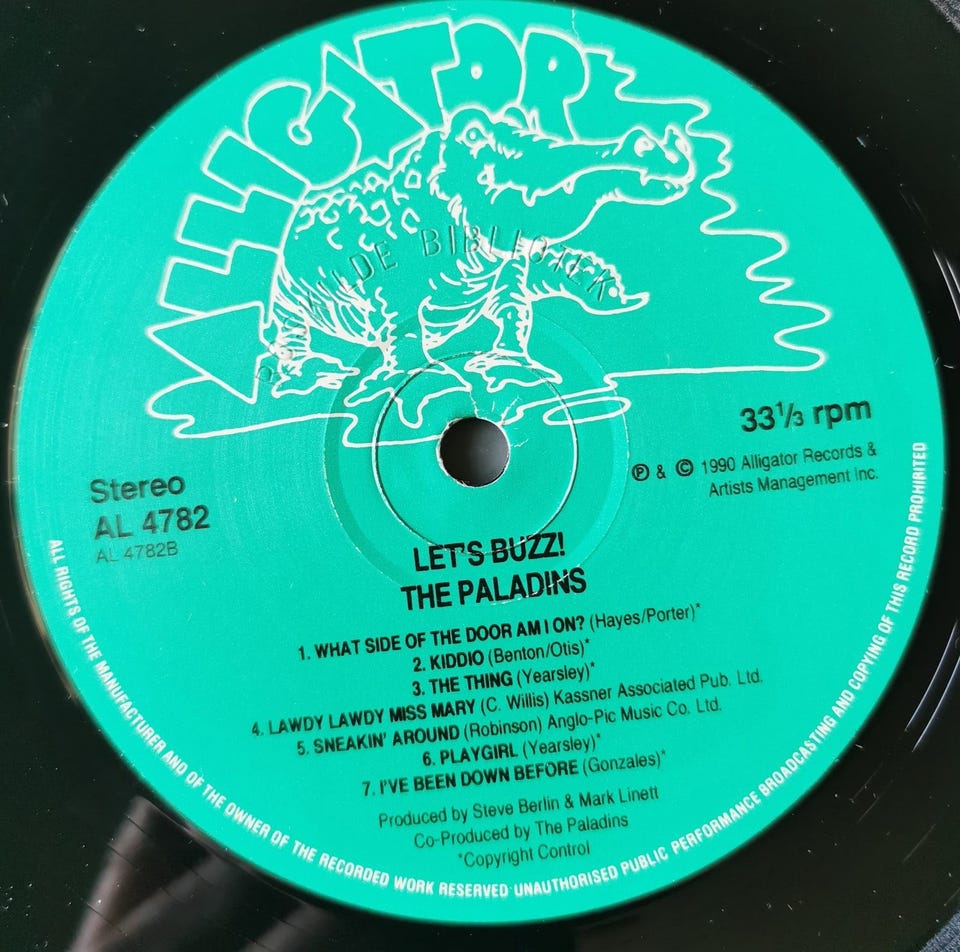 ALLIGATOR
ROSKILDE BIBLIOTEK
33⅓ rpm
℗ & © 1990 Alligator Records &
Artists Management Inc.
Stereo
AL 4782
AL 4782B
LET'S BUZZ!
THE PALADINS
1. WHAT SIDE OF THE DOOR AM I ON? (Hayes/Porter)*
2. KIDDIO (Benton/Otis)*
3. THE THING (Yearsley)*
4. LAWDY LAWDY MISS MARY (C. Willis) Kassner Associated Pub. Ltd.
5. SNEAKIN' AROUND (Robinson) Anglo-Pic Music Co. Ltd.
6. PLAYGIRL (Yearsley)*
7. I'VE BEEN DOWN BEFORE (Gonzales)*
Produced by Steve Berlin & Mark Linett
Co-Produced by The Paladins
*Copyright Control
ALL RIGHTS OF THE MANUFACTURER AND OF THE OWNER OF THE RECORDED WORK RESERVED UNAUTHORISED PUBLIC PERFORMANCE BROADCASTING AND COPYING OF THIS RECORD PROHIBITED